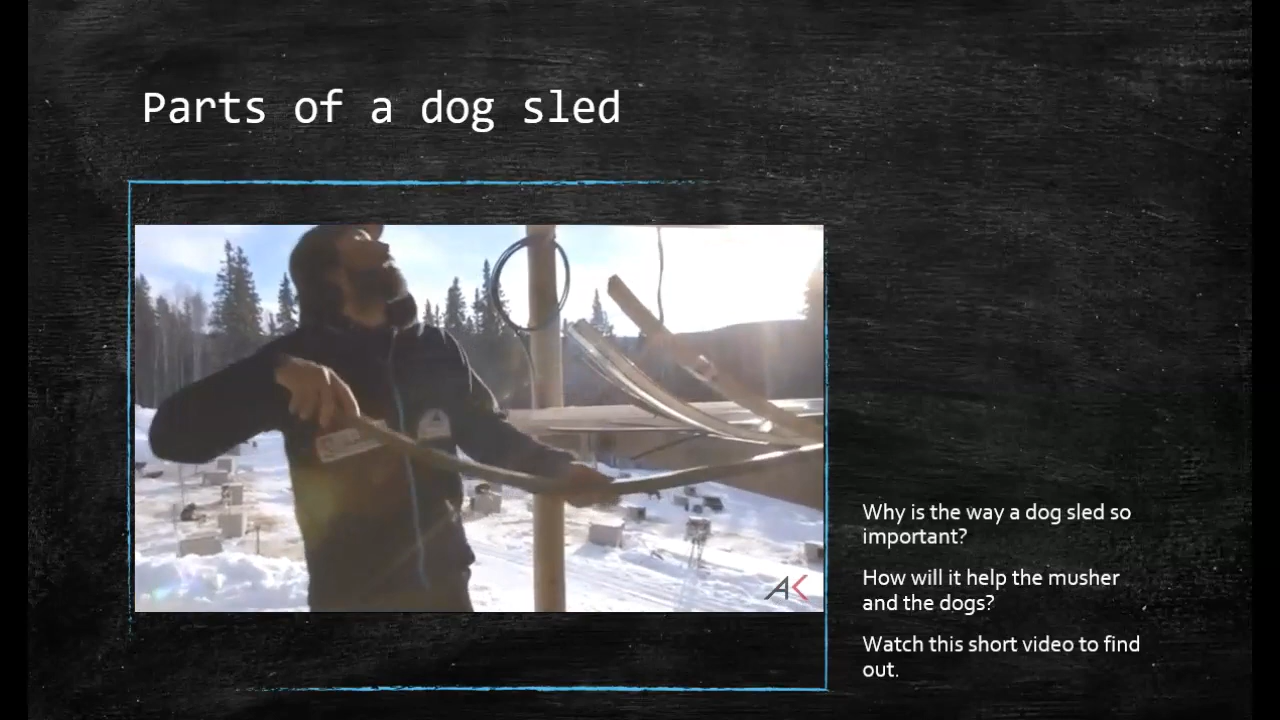 Parts of a dog sled
AK
Why is the way a dog sled so
important?
How will it help the musher
and the dogs?
Watch this short video to find
out.